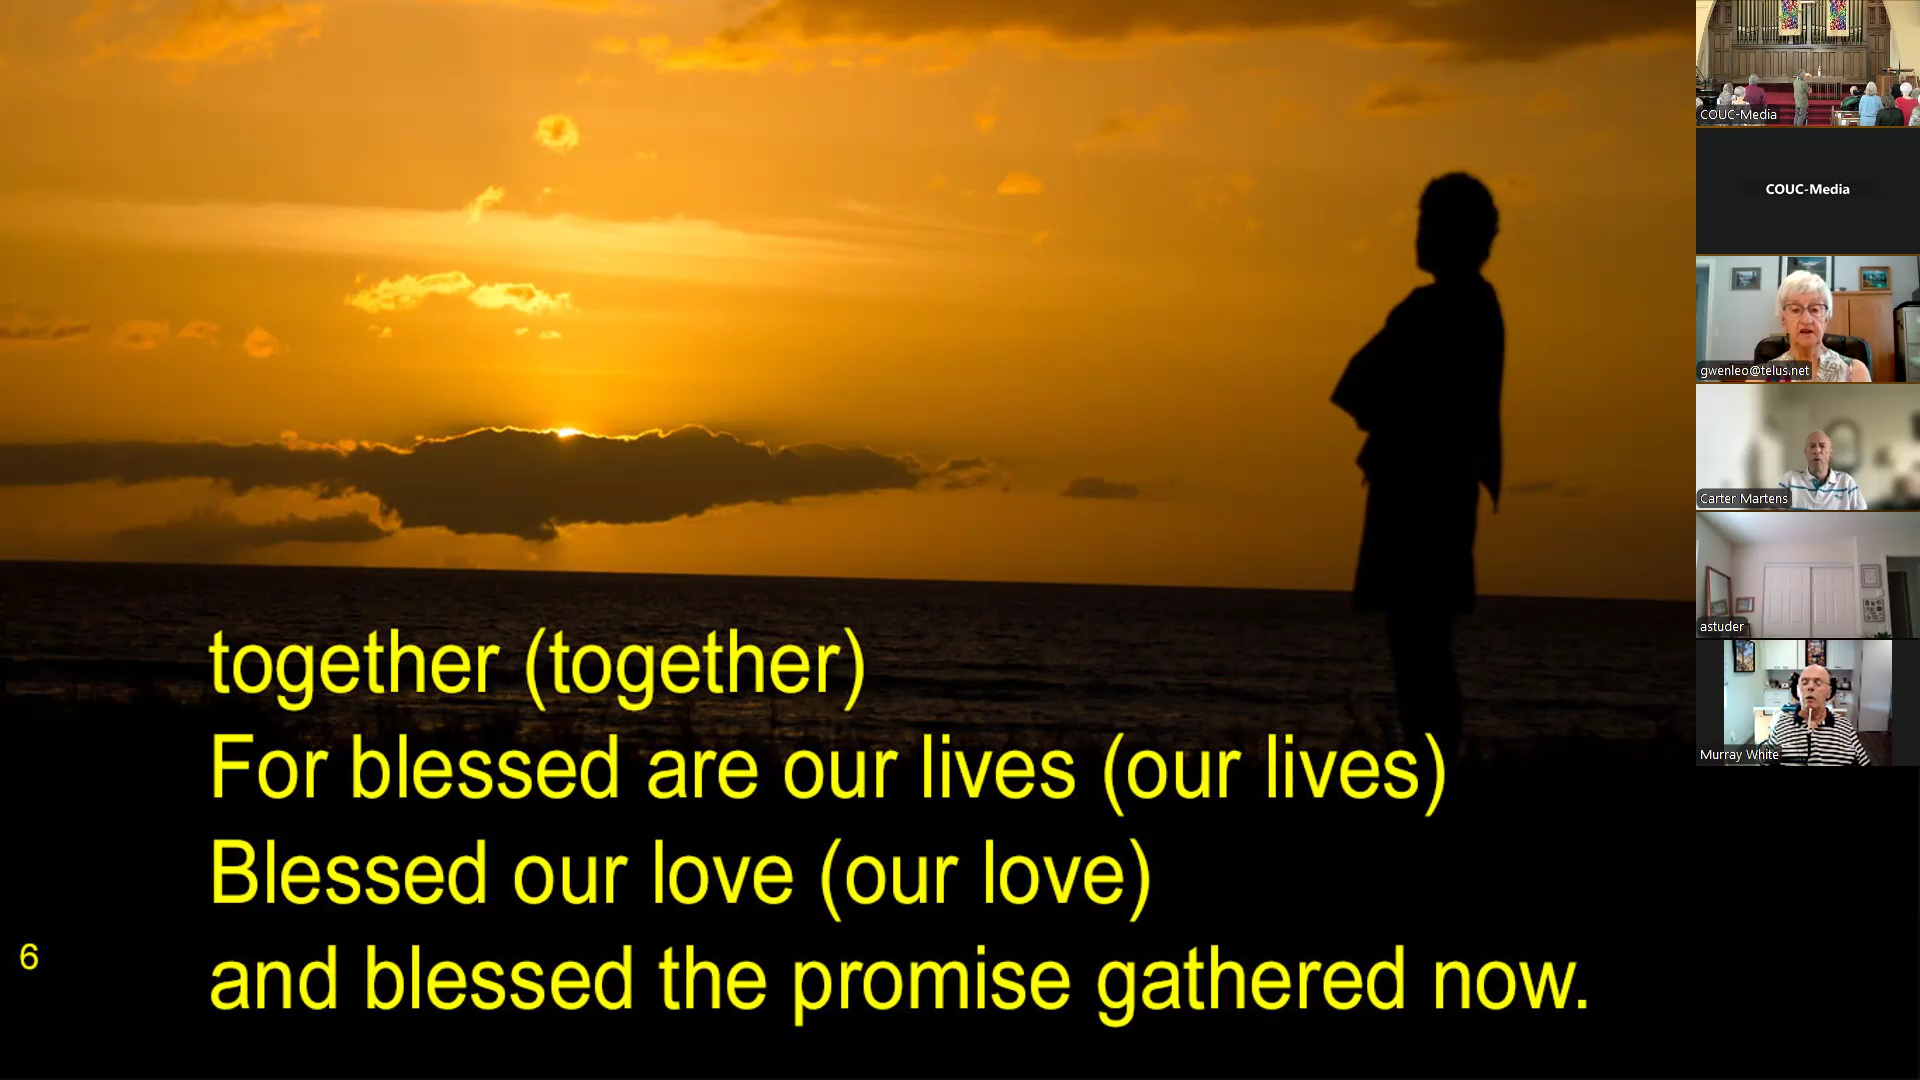 together (together)
For blessed are our lives (our lives)
Blessed our love (our love)
and blessed the promise gathered now.
6
COUC-Media
COUC-Media
gwenleo@telus.net
Carter Martens
astuder
Murray White